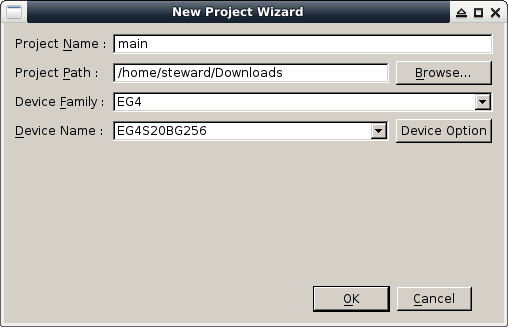 New Project Wizard
Project Name : main
Project Path : /home/steward/Downloads Browse...
Device Family : EG4
Device Name : EG4S20BG256 Device Option
OK Cancel